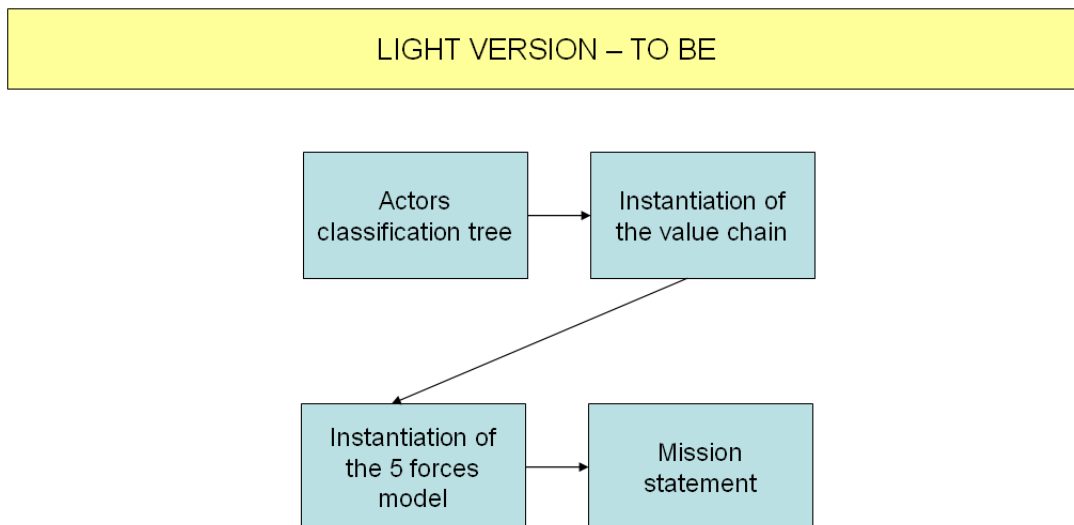 LIGHT VERSION – TO BE
Actors
classification tree
Instantiation of
the value chain
Instantiation of
the 5 forces
model
Mission
statement